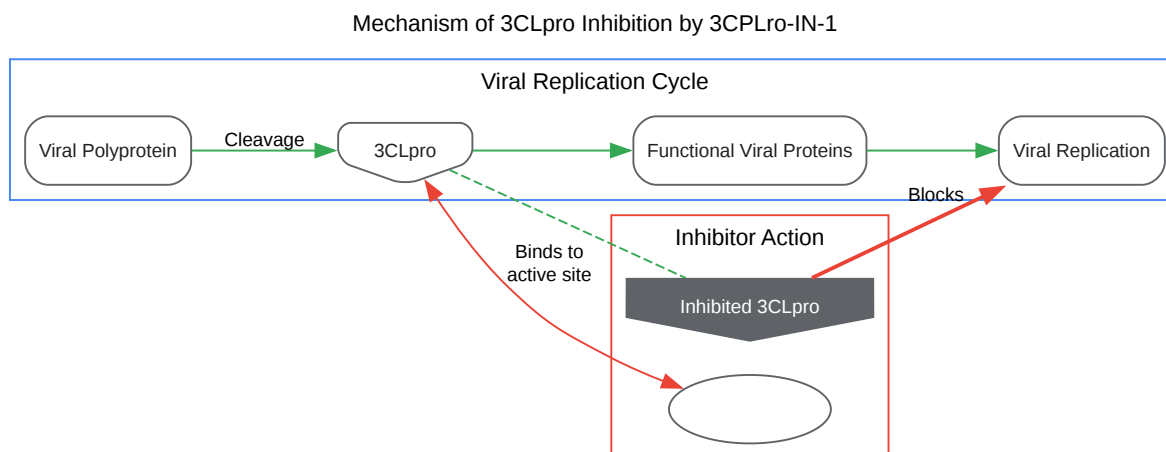 Mechanism of 3CLpro Inhibition by 3CPLro-IN-1
Viral Replication Cycle
Viral Polyprotein
Cleavage
3CLpro
Functional Viral Proteins
Viral Replication
Blocks
Inhibitor Action
Binds to
active site
Inhibited 3CLpro